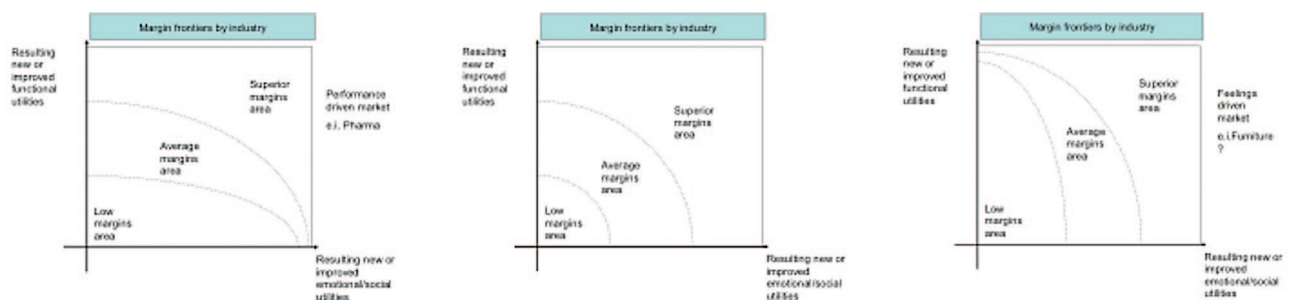 Margin frontiers by industry
Resulting
new or
improved
functional
utilities
Superior
margins
area
Average
margins
area
Low
margins
area
Performance
driven market
e.i. Pharma
Resulting new or
improved
emotional/social
utilities
Margin frontiers by industry
Resulting
new or
improved
functional
utilities
Superior
margins
area
Average
margins
area
Low
margins
area
Resulting new or
improved
emotional/social
utilities
Margin frontiers by industry
Resulting
new or
improved
functional
utilities
Superior
margins
area
Average
margins
area
Low
margins
area
Feelings
driven
market
e.i.Furniture
?
Resulting new or
improved
emotional/social
utilities